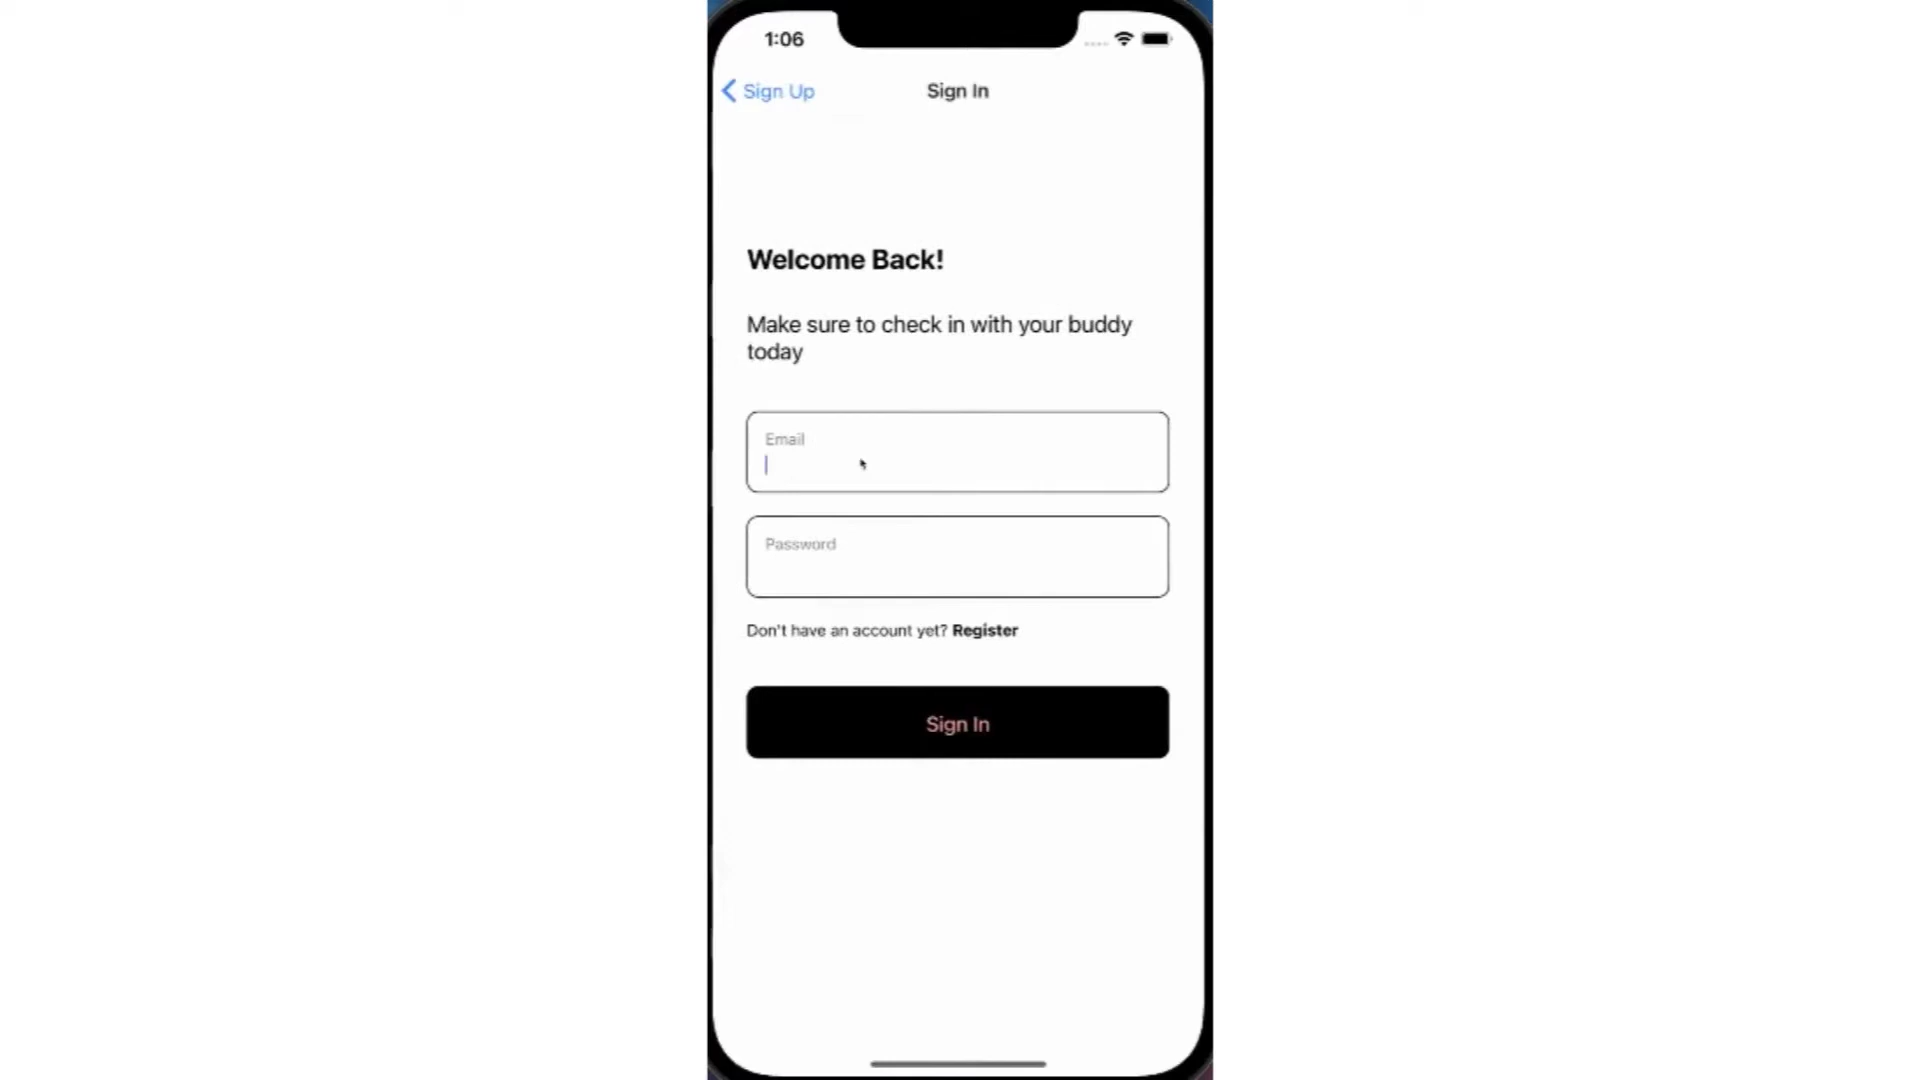 1:06
Sign Up
Sign In
Welcome Back!
Make sure to check in with your buddy
today
Email
Password
Don't have an account yet? Register
Sign In